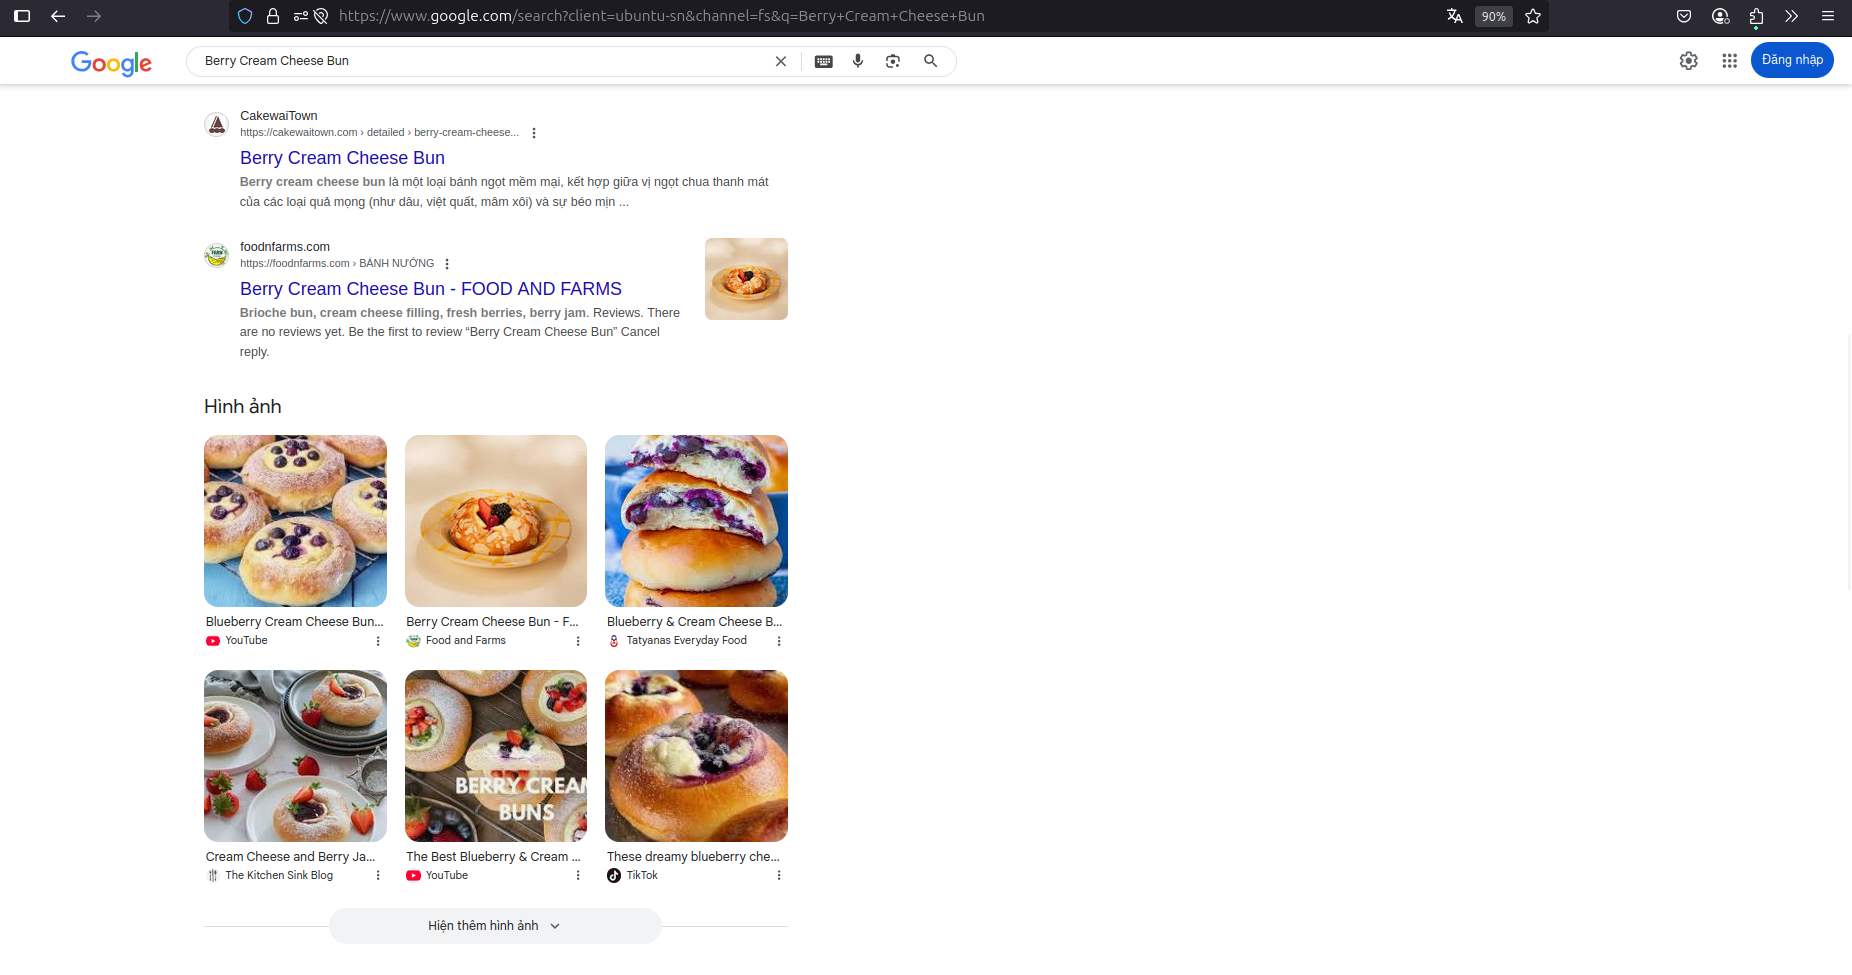 https://www.google.com/search?client=ubuntu-sn&channel=fs&q=Berry+Cream+Cheese+Bun
90%
Google
Berry Cream Cheese Bun
Đăng nhập
CakewaiTown
https://cakewaitown.com › detailed › berry-cream-cheese...
Berry Cream Cheese Bun
Berry cream cheese bun là một loại bánh ngọt mềm mại, kết hợp giữa vị ngọt chua thanh mát
của các loại quả mọng (như dâu, việt quất, mâm xôi) và sự béo mịn ...
foodnfarms.com
https://foodnfarms.com › BÁNH NƯỚNG
Berry Cream Cheese Bun - FOOD AND FARMS
Brioche bun, cream cheese filling, fresh berries, berry jam. Reviews. There
are no reviews yet. Be the first to review “Berry Cream Cheese Bun” Cancel
reply.
Hình ảnh
Blueberry Cream Cheese Bun...
YouTube
Berry Cream Cheese Bun - F...
Food and Farms
Blueberry & Cream Cheese B...
Tatyanas Everyday Food
BERRY CREAM
BUNS
Cream Cheese and Berry Ja...
The Kitchen Sink Blog
The Best Blueberry & Cream ...
YouTube
These dreamy blueberry che...
TikTok
Hiện thêm hình ảnh